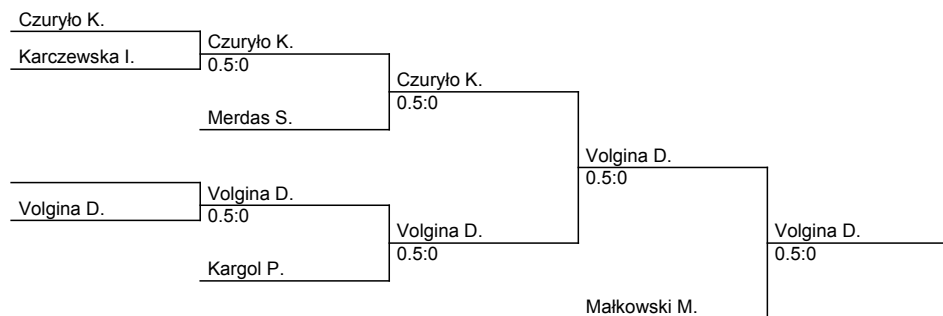 Czuryło K.
Karczewska I.
Czuryło K.
0.5:0
Merdas S.
Czuryło K.
0.5:0
Volgina D.
Volgina D.
0.5:0
Kargol P.
Volgina D.
0.5:0
Volgina D.
0.5:0
Małkowski M.
Volgina D.
0.5:0